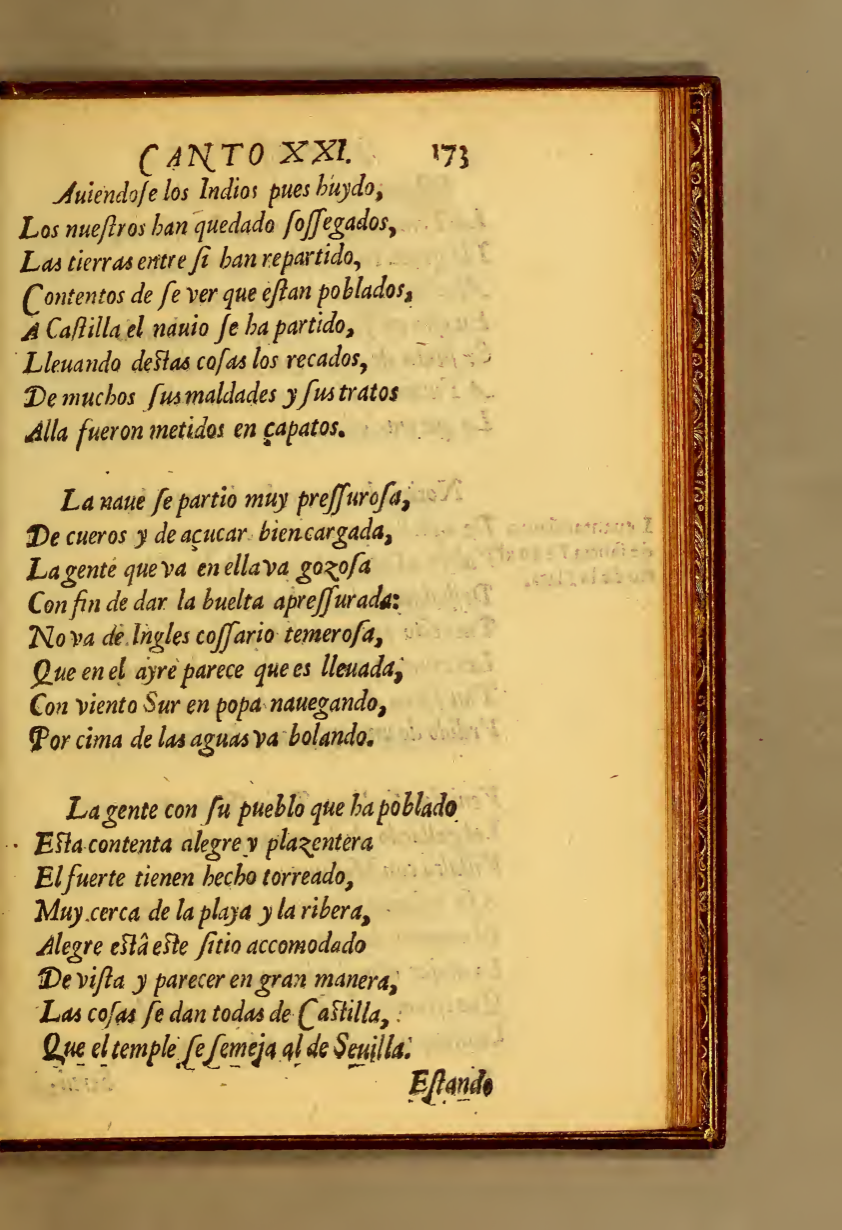 CANTO XXI. 173
Auiendoſe los Indios pues huydo,
Los nueſtros han quedado ſoſſegados,
Las tierras entre ſi han repartido,
Contentos de ſe ver que eſtan poblados,
A Caſtilla el nauio ſe ha partido,
Lleuando deſtas coſas los recados,
De muchos ſus maldades y ſus tratos
Alla fueron metidos en çapatos.
La naue ſe partio muy preſſuroſa,
De cueros y de açucar bien cargada,
La gente que va en ella va gozoſa
Con fin de dar la buelta apreſſurada:
No va de Ingles coſſario temeroſa,
Que en el ayre parece que es lleuada,
Con viento Sur en popa nauegando,
Por cima de las aguas va bolando.
La gente con ſu pueblo que ha poblado
Eſta contenta alegre y plazentera
El fuerte tienen hecho torreado,
Muy cerca de la playa y la ribera,
Alegre eſtâ eſte ſitio accomodado
De viſta y parecer en gran manera,
Las coſas ſe dan todas de Caſtilla,
Que el temple ſe ſemeja al de Seuilla.
Eſtando